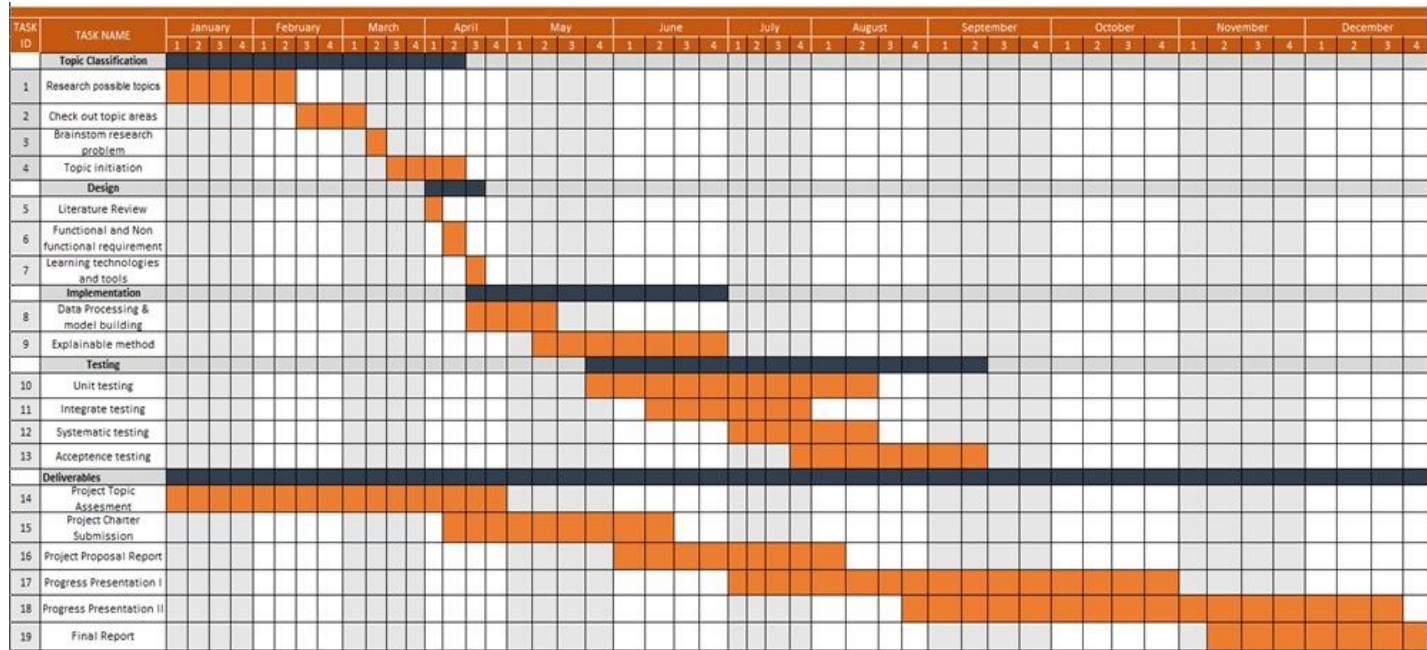 TASK ID TASK NAME January February March April May June July August September October November December
1 2 3 4 1 2 3 4 1 2 3 4 1 2 3 4 1 2 3 4 1 2 3 4 1 2 3 4 1 2 3 4 1 2 3 4 1 2 3 4 1 2 3 4 1 2 3 4
Topic Classification
1 Research possible topics
2 Check out topic areas
3 Brainstom research
problem
4 Topic initiation
Design
5 Literature Review
6 Functional and Non
functional requirement
7 Learning technologies
and tools
Implementation
8 Data Processing &
model building
9 Explainable method
Testing
10 Unit testing
11 Integrate testing
12 Systematic testing
13 Acceptence testing
Deliverables
14 Project Topic
Assesment
15 Project Charter
Submission
16 Project Proposal Report
17 Progress Presentation I
18 Progress Presentation II
19 Final Report